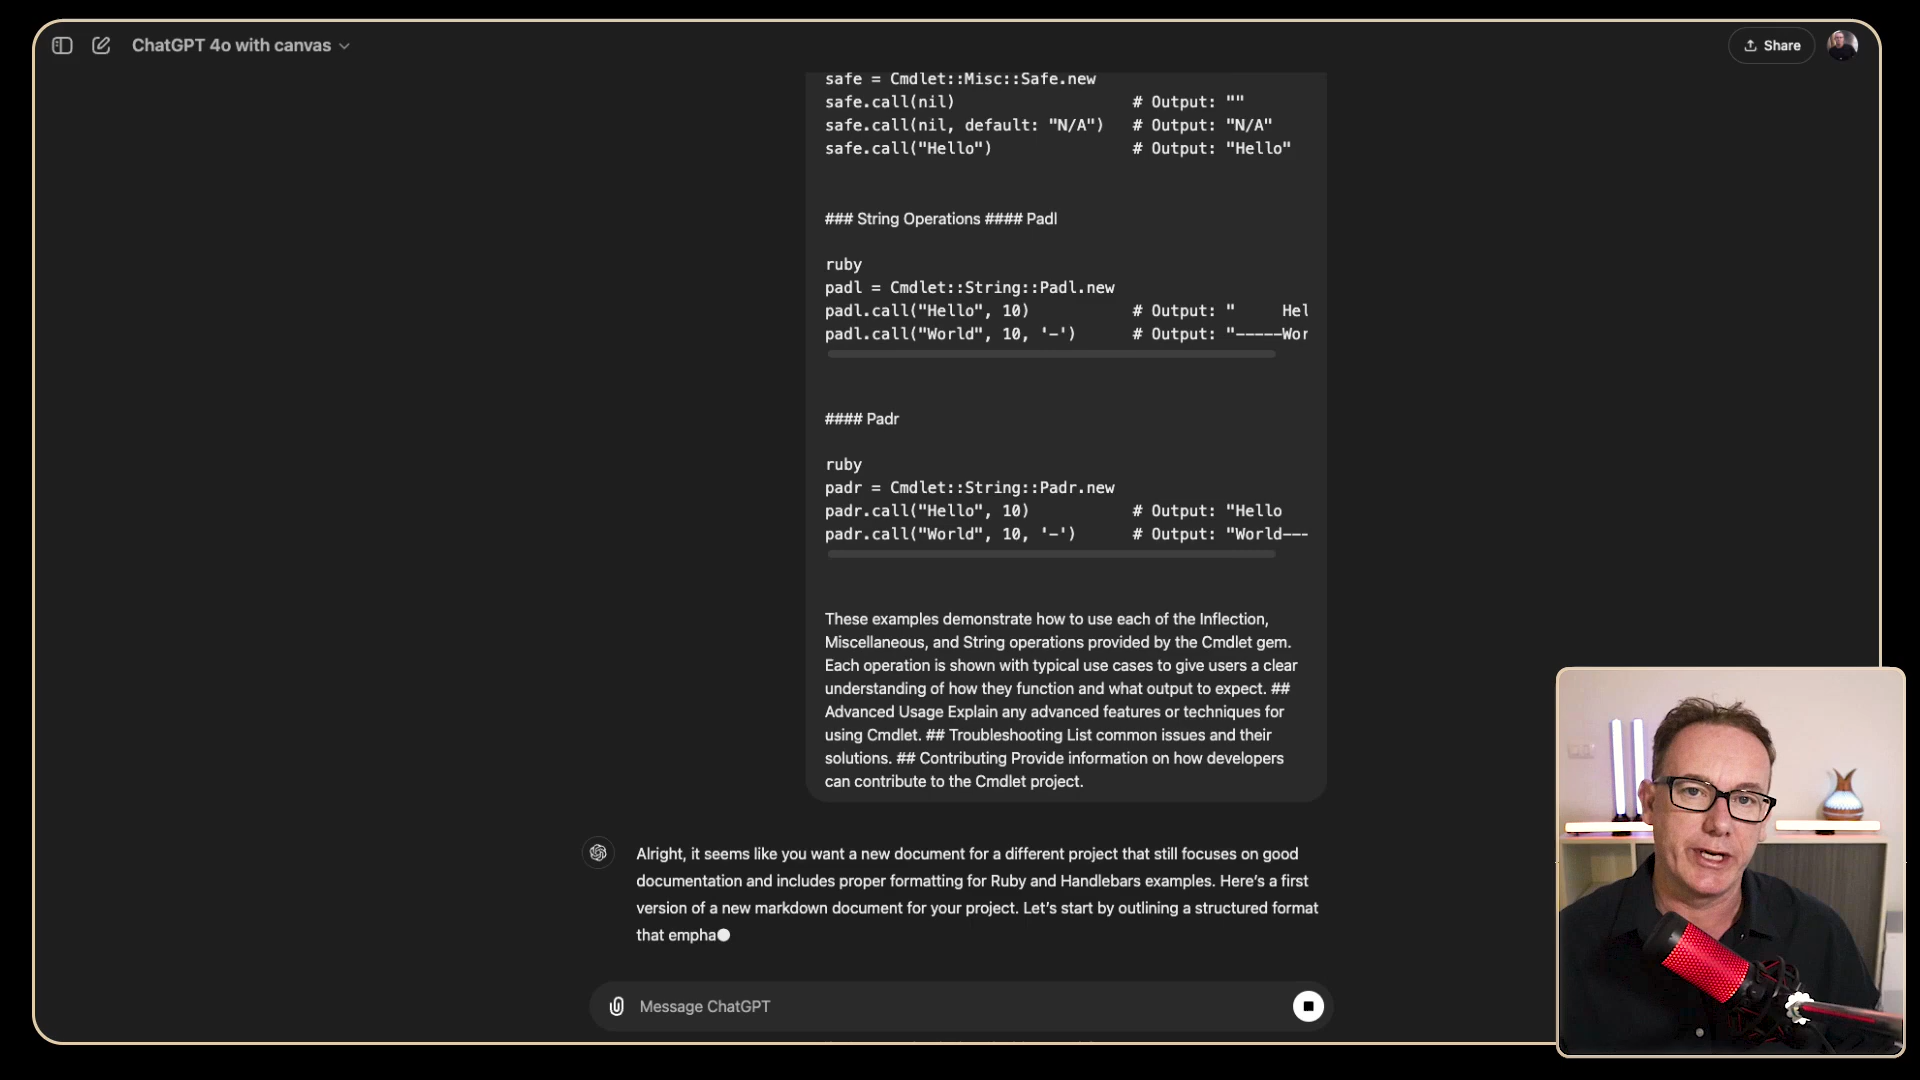 ChatGPT 4o with canvas
Share
safe = Cmdlet::Misc::Safe.new
safe.call(nil) # Output: ""
safe.call(nil, default: "N/A") # Output: "N/A"
safe.call("Hello") # Output: "Hello"
### String Operations #### Padl
ruby
padl = Cmdlet::String::Padl.new
padl.call("Hello", 10) # Output: "     Hel
padl.call("World", 10, '-') # Output: "-----Wor
#### Padr
ruby
padr = Cmdlet::String::Padr.new
padr.call("Hello", 10) # Output: "Hello
padr.call("World", 10, '-') # Output: "World---
These examples demonstrate how to use each of the Inflection,
Miscellaneous, and String operations provided by the Cmdlet gem.
Each operation is shown with typical use cases to give users a clear
understanding of how they function and what output to expect. ##
Advanced Usage Explain any advanced features or techniques for
using Cmdlet. ## Troubleshooting List common issues and their
solutions. ## Contributing Provide information on how developers
can contribute to the Cmdlet project.
Alright, it seems like you want a new document for a different project that still focuses on good
documentation and includes proper formatting for Ruby and Handlebars examples. Here's a first
version of a new markdown document for your project. Let's start by outlining a structured format
that empha
Message ChatGPT